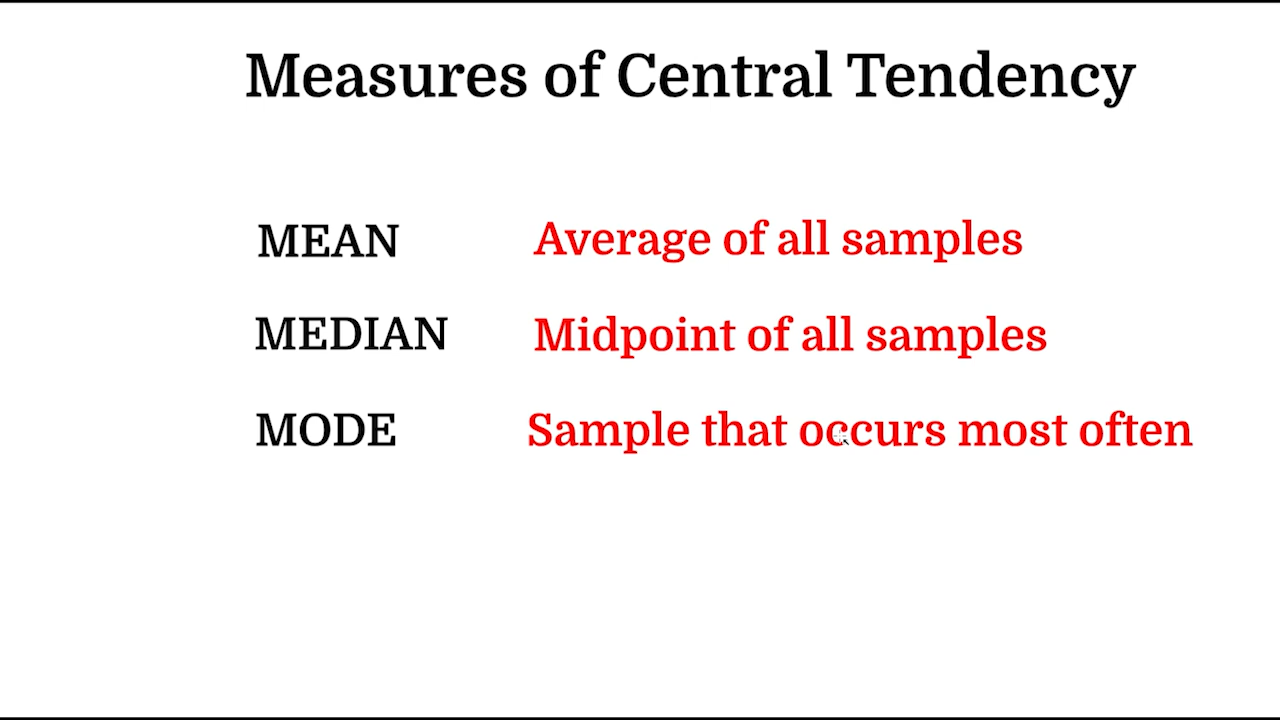 Measures of Central Tendency
MEAN Average of all samples
MEDIAN Midpoint of all samples
MODE Sample that occurs most often